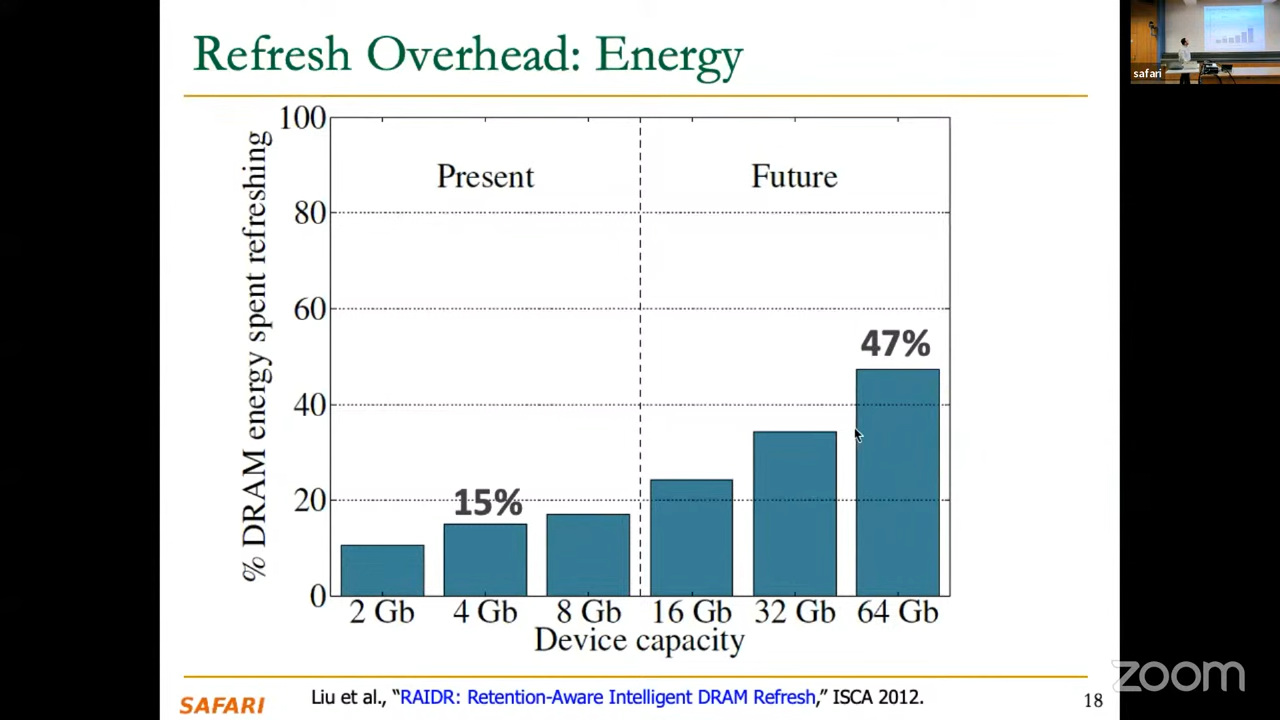 Refresh Overhead: Energy
safari
% DRAM energy spent refreshing
100
80
60
40
20
0
Present
Future
15%
47%
2 Gb 4 Gb 8 Gb 16 Gb 32 Gb 64 Gb
Device capacity
SAFARI
Liu et al., “RAIDR: Retention-Aware Intelligent DRAM Refresh,” ISCA 2012.
18
zoom